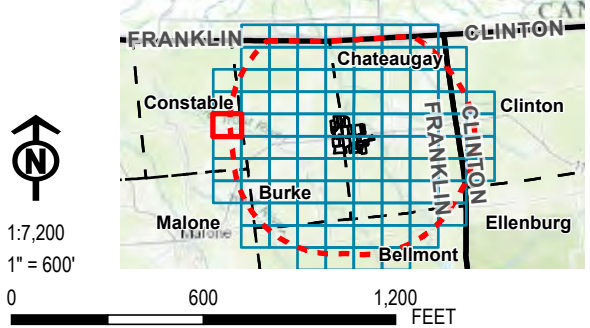 FRANKLIN
CLINTON
Chateaugay
Constable
Clinton
FRANKLIN
CLINTON
N
Burke
1:7,200
Malone
Malone
Ellenburg
1" = 600'
Bellmont
0 600 1,200
FEET